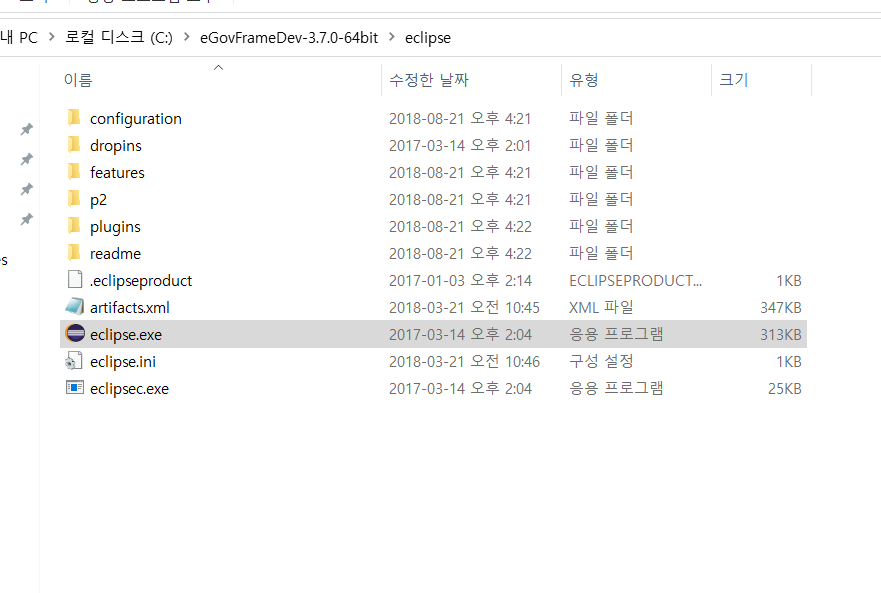 내 PC > 로컬 디스크 (C:) > eGovFrameDev-3.7.0-64bit > eclipse
이름 수정한 날짜 유형 크기
configuration 2018-08-21 오후 4:21 파일 폴더
dropins 2017-03-14 오후 2:01 파일 폴더
features 2018-08-21 오후 4:21 파일 폴더
p2 2018-08-21 오후 4:21 파일 폴더
plugins 2018-08-21 오후 4:22 파일 폴더
readme 2018-08-21 오후 4:22 파일 폴더
.eclipseproduct 2017-01-03 오후 2:14 ECLIPSEPRODUCT... 1KB
artifacts.xml 2018-03-21 오전 10:45 XML 파일 347KB
eclipse.exe 2017-03-14 오후 2:04 응용 프로그램 313KB
eclipse.ini 2018-03-21 오전 10:46 구성 설정 1KB
eclipsec.exe 2017-03-14 오후 2:04 응용 프로그램 25KB